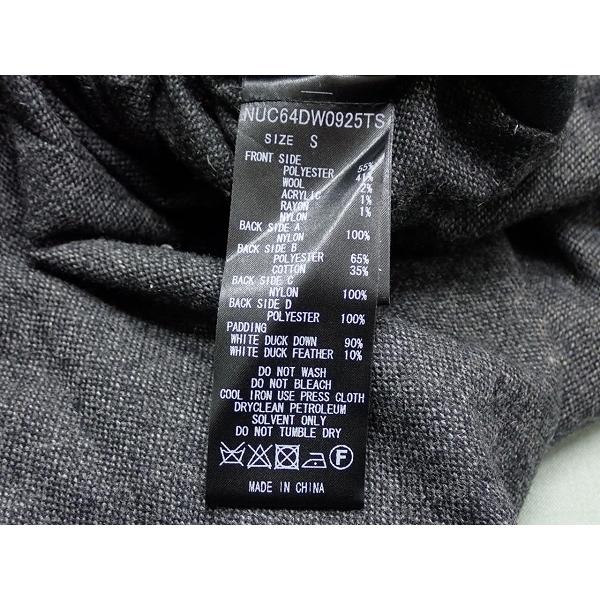 NUC64DW0925TS
SIZE S
FRONT SIDE
POLYESTER 55%
WOOL 41%
ACRYLIC 2%
RAYON 1%
NYLON 1%
BACK SIDE A
NYLON 100%
BACK SIDE B
POLYESTER 65%
COTTON 35%
BACK SIDE C
NYLON 100%
BACK SIDE D
POLYESTER 100%
PADDING
WHITE DUCK DOWN 90%
WHITE DUCK FEATHER 10%
DO NOT WASH
DO NOT BLEACH
COOL IRON USE PRESS CLOTH
DRYCLEAN PETROLEUM
SOLVENT ONLY
DO NOT TUMBLE DRY
F
MADE IN CHINA